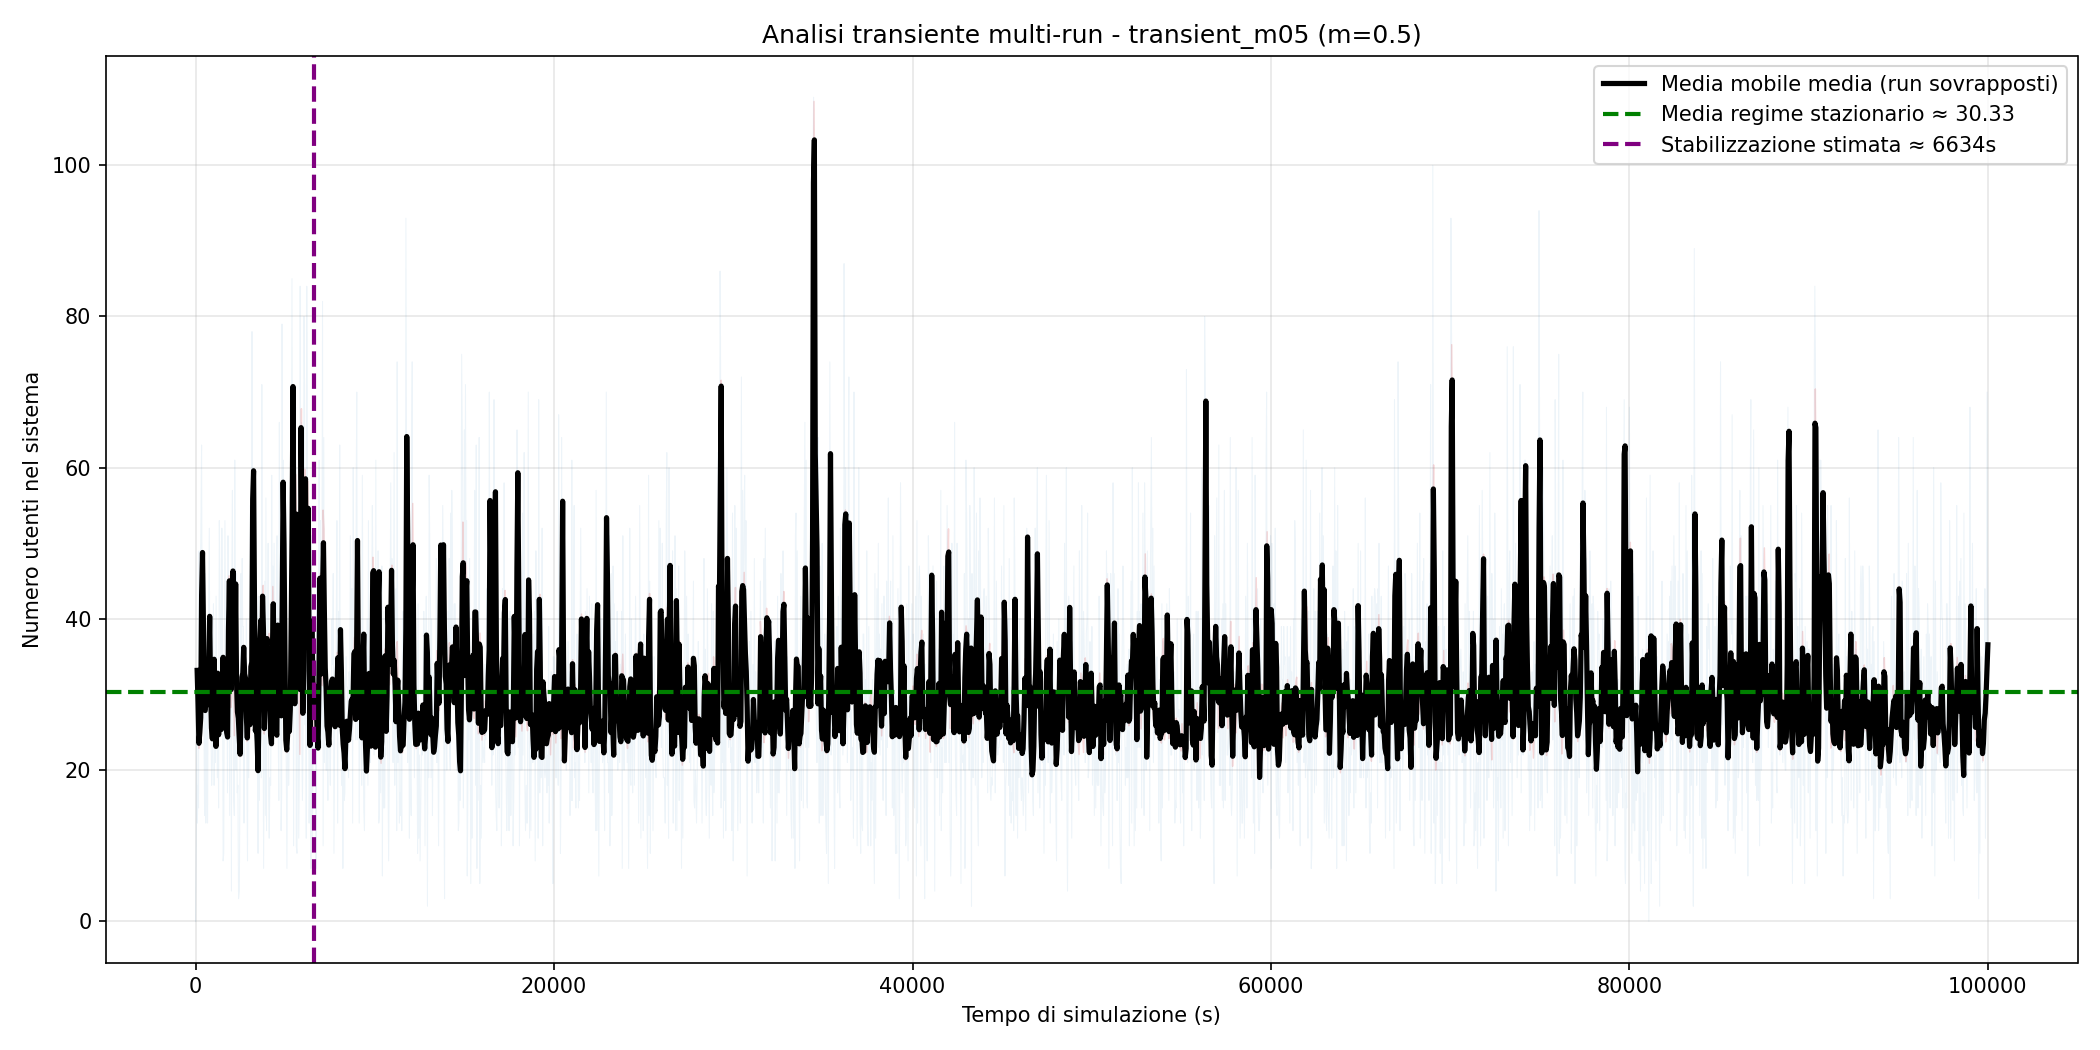 Analisi transiente multi-run - transient_m05 (m=0.5)
Media mobile media (run sovrapposti)
Media regime stazionario ≈ 30.33
Stabilizzazione stimata ≈ 6634s
Numero utenti nel sistema
100
80
60
40
20
0
0
20000
40000
60000
80000
100000
Tempo di simulazione (s)